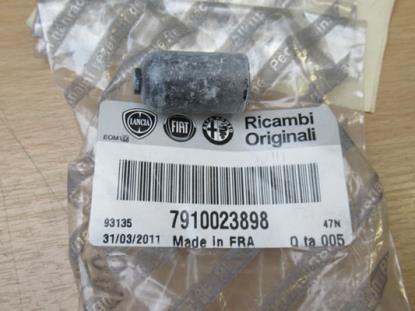 LANCIA
FIAT
Ricambi
Originali
93135
7910023898
47N
31/03/2011
Made in FRA
Q.ta 005